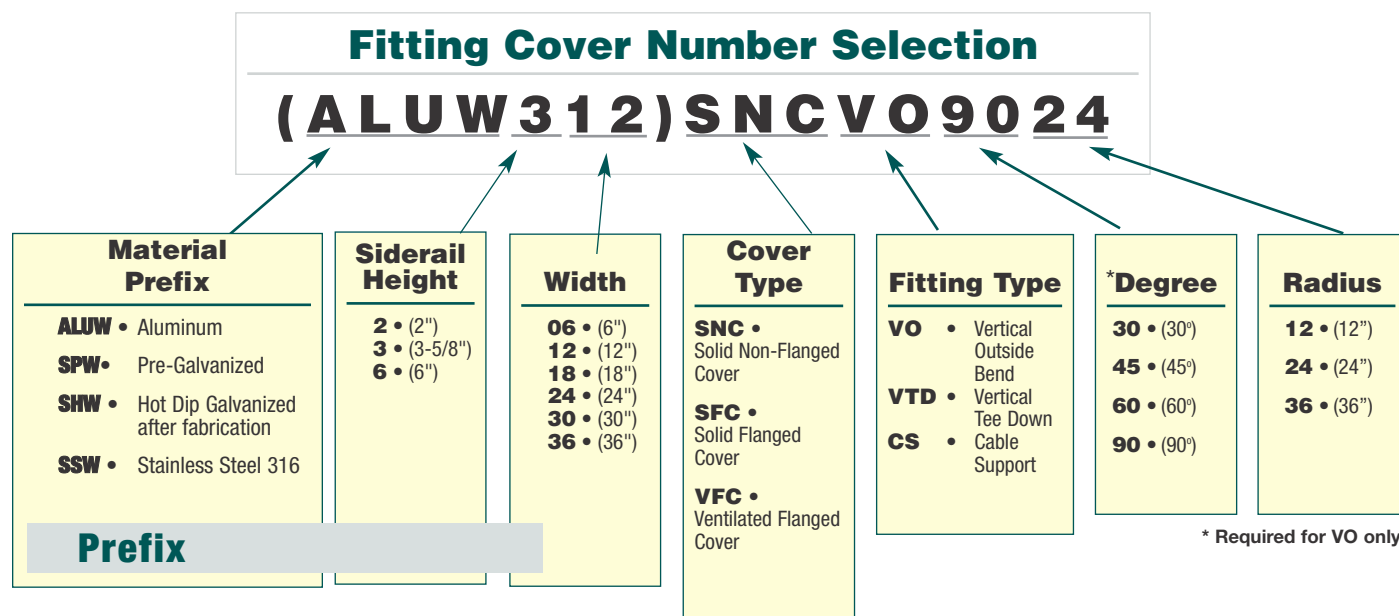 Fitting Cover Number Selection
(ALUW312)SNCVO9024
Material
Prefix
ALUW • Aluminum
SPW• Pre-Galvanized
SHW • Hot Dip Galvanized
after fabrication
SSW • Stainless Steel 316
Prefix
Siderail
Height
2 • (2")
3 • (3-5/8")
6 • (6")
Width
06 • (6")
12 • (12")
18 • (18")
24 • (24")
30 • (30")
36 • (36")
Cover
Type
SNC •
Solid Non-Flanged
Cover
SFC •
Solid Flanged
Cover
VFC •
Ventilated Flanged
Cover
Fitting Type
VO • Vertical
Outside
Bend
VTD • Vertical
Tee Down
CS • Cable
Support
*Degree
30 • (30º)
45 • (45º)
60 • (60º)
90 • (90º)
Radius
12 • (12”)
24 • (24”)
36 • (36”)
* Required for VO only